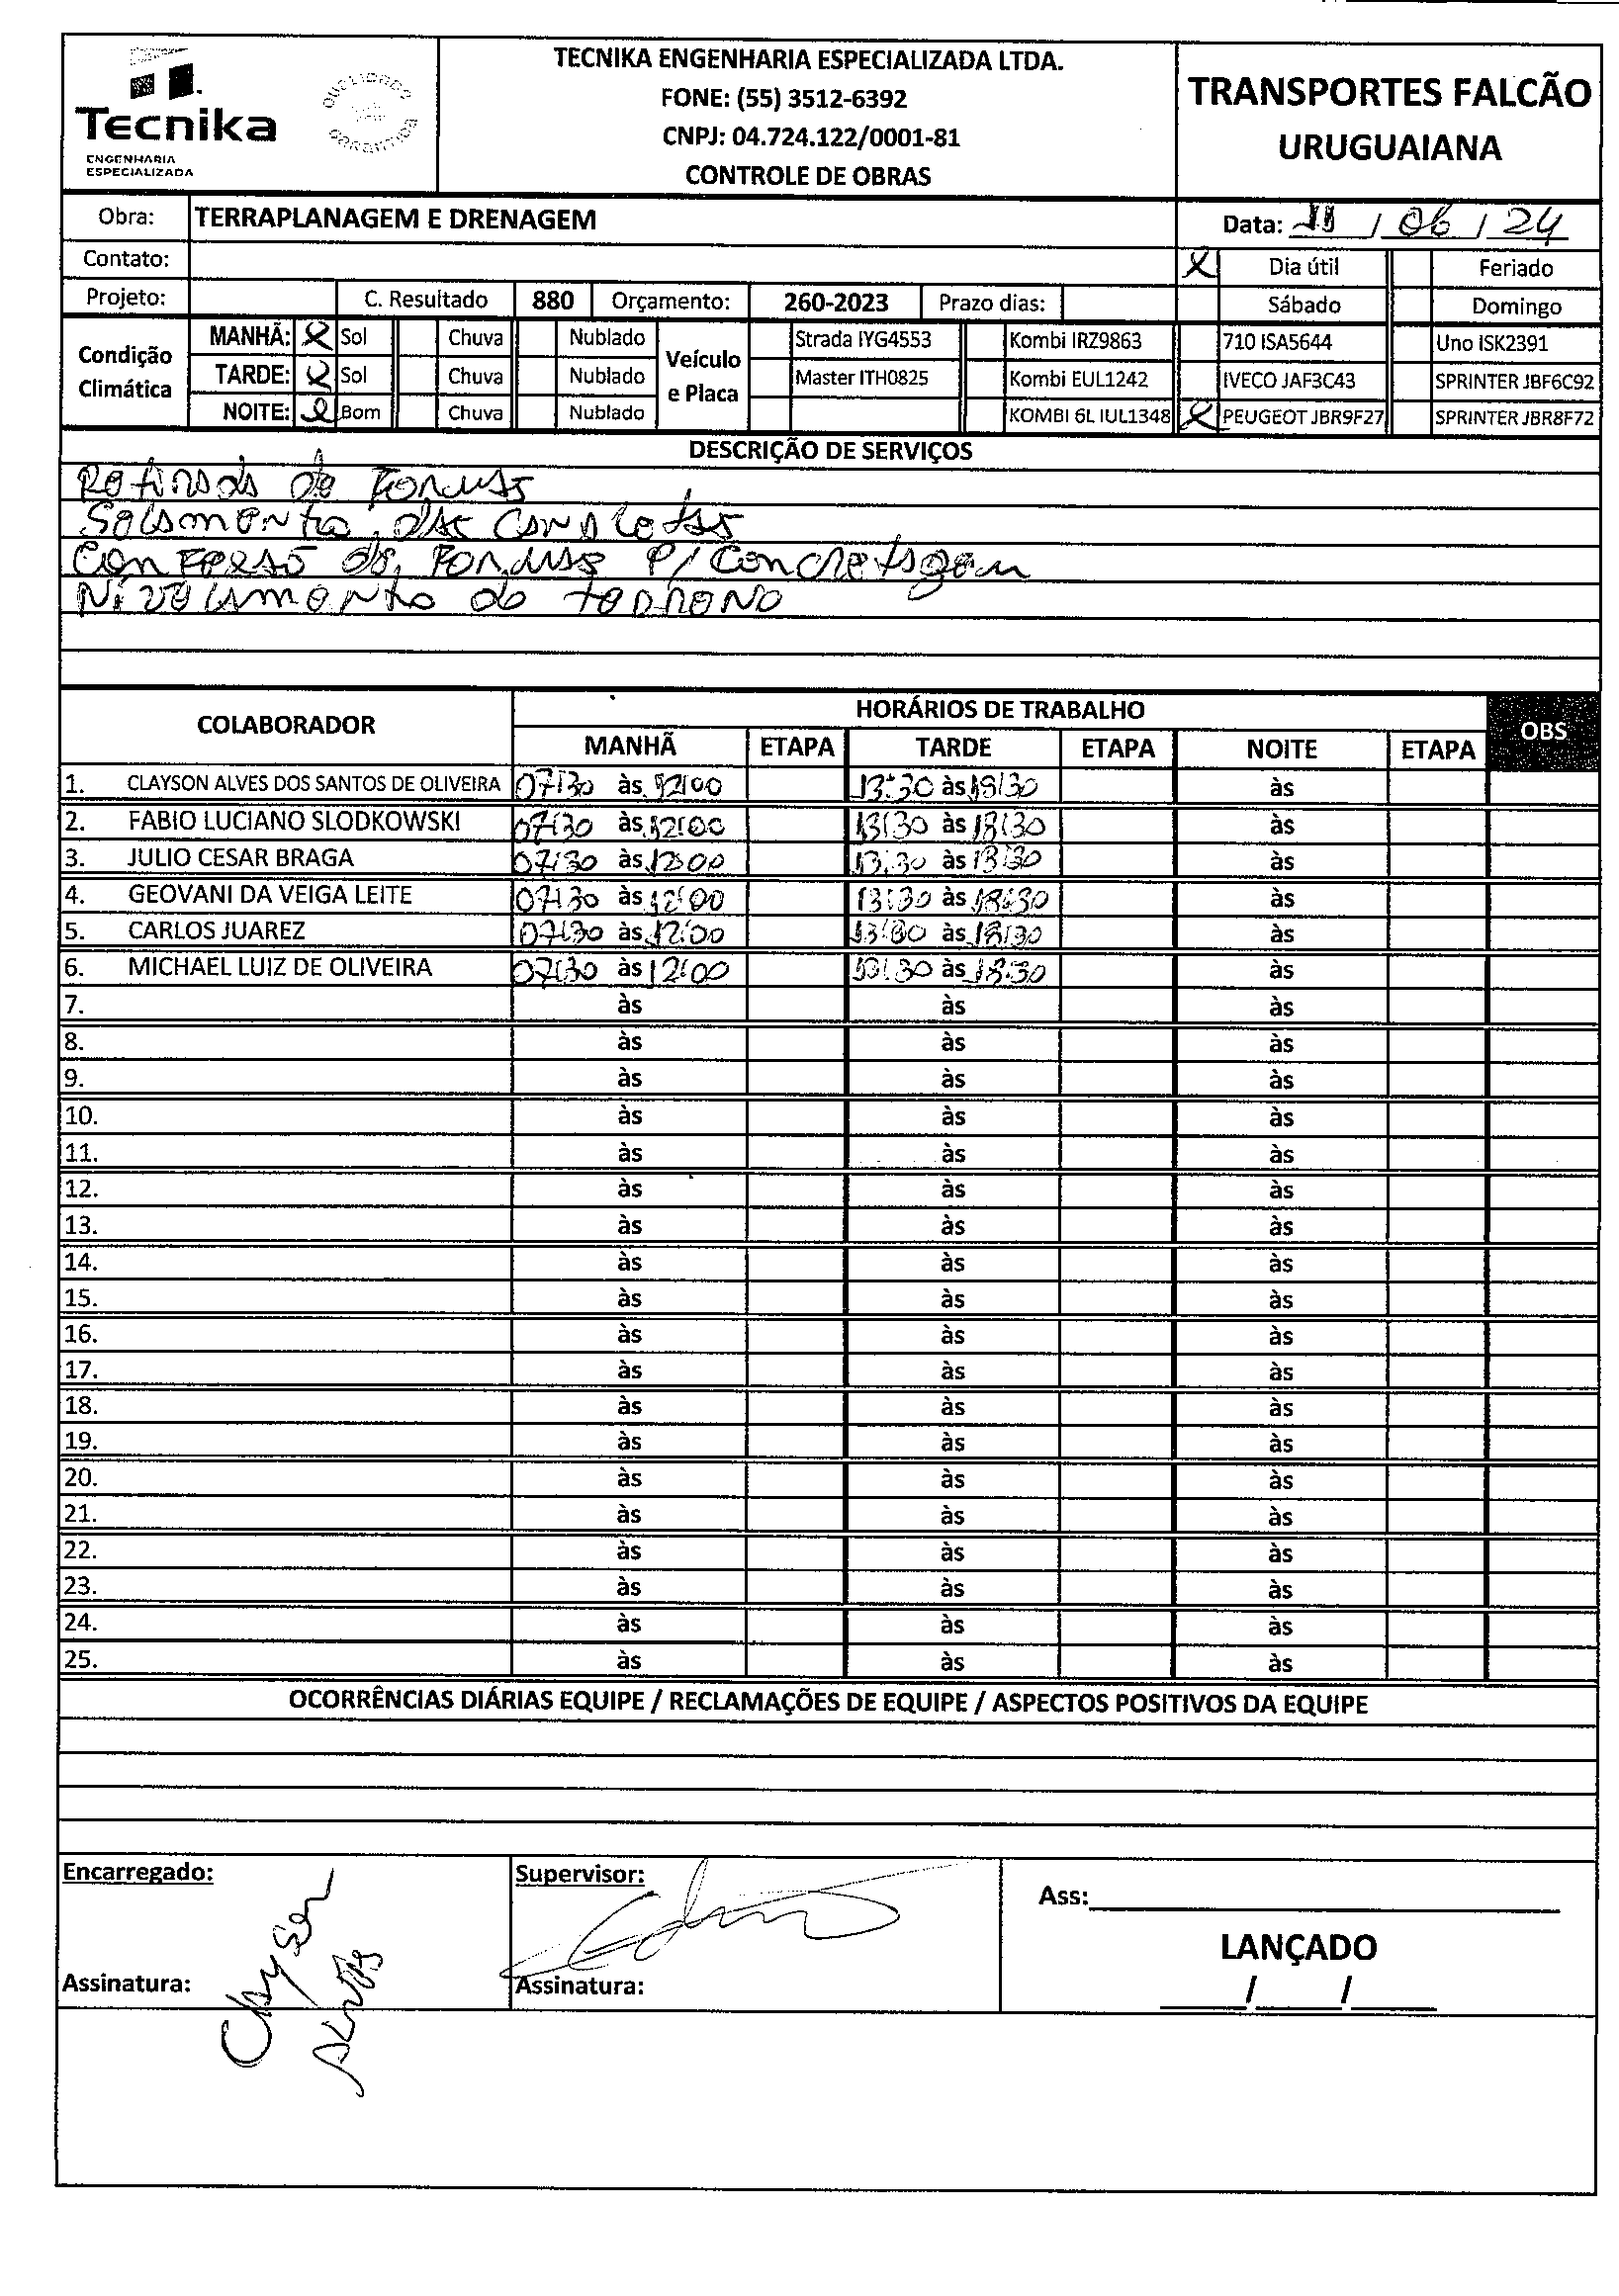 Tecnika
ENGENHARIA
ESPECIALIZADA
TECNIKA ENGENHARIA ESPECIALIZADA LTDA.
FONE: (55) 3512-6392
CNPJ: 04.724.122/0001-81
CONTROLE DE OBRAS
TRANSPORTES FALCÃO
URUGUAIANA
Obra: TERRAPLANAGEM E DRENAGEM
Data: 11 / 06 / 24
Contato:
X Dia útil Feriado
Projeto: C. Resultado 880 Orçamento: 260-2023 Prazo dias: Sábado Domingo
Condição Climática
MANHÃ: X Sol Chuva Nublado
TARDE: X Sol Chuva Nublado
NOITE: X Bom Chuva Nublado
Veículo e Placa
Strada IYG4553 Kombi IRZ9863 710 ISA5644 Uno ISK2391
Master ITH0825 Kombi EUL1242 IVECO JAF3C43 SPRINTER JBF6C92
KOMBI 6L IUL1348 X PEUGEOT JBR9F27 SPRINTER JBR8F72
DESCRIÇÃO DE SERVIÇOS
Retirada de Formas
das Canaletas
de Formas P/ Concretagem
Nivelamento do terreno
COLABORADOR HORÁRIOS DE TRABALHO OBS
MANHÃ ETAPA TARDE ETAPA NOITE ETAPA
1. CLAYSON ALVES DOS SANTOS DE OLIVEIRA 07:30 às 12:00 13:30 às 18:30 às
2. FABIO LUCIANO SLODKOWSKI 07:30 às 12:00 13:30 às 18:30 às
3. JULIO CESAR BRAGA 07:30 às 12:00 13:30 às 18:30 às
4. GEOVANI DA VEIGA LEITE 07:30 às 12:00 13:30 às 18:30 às
5. CARLOS JUAREZ 07:30 às 12:00 13:30 às 18:30 às
6. MICHAEL LUIZ DE OLIVEIRA 07:30 às 12:00 13:30 às 18:30 às
7. às às às
8. às às às
9. às às às
10. às às às
11. às às às
12. às às às
13. às às às
14. às às às
15. às às às
16. às às às
17. às às às
18. às às às
19. às às às
20. às às às
21. às às às
22. às às às
23. às às às
24. às às às
25. às às às
OCORRÊNCIAS DIÁRIAS EQUIPE / RECLAMAÇÕES DE EQUIPE / ASPECTOS POSITIVOS DA EQUIPE
Encarregado:
Supervisor:
Ass:
LANÇADO
Assinatura: Clayson Alves
Assinatura:
/ /